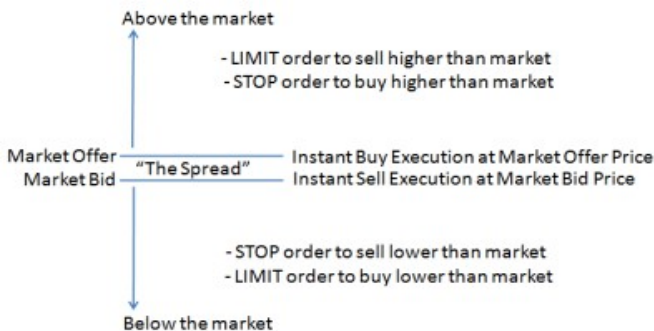 Above the market
- LIMIT order to sell higher than market
- STOP order to buy higher than market
Market Offer
"The Spread"
Instant Buy Execution at Market Offer Price
Market Bid
Instant Sell Execution at Market Bid Price
- STOP order to sell lower than market
- LIMIT order to buy lower than market
Below the market